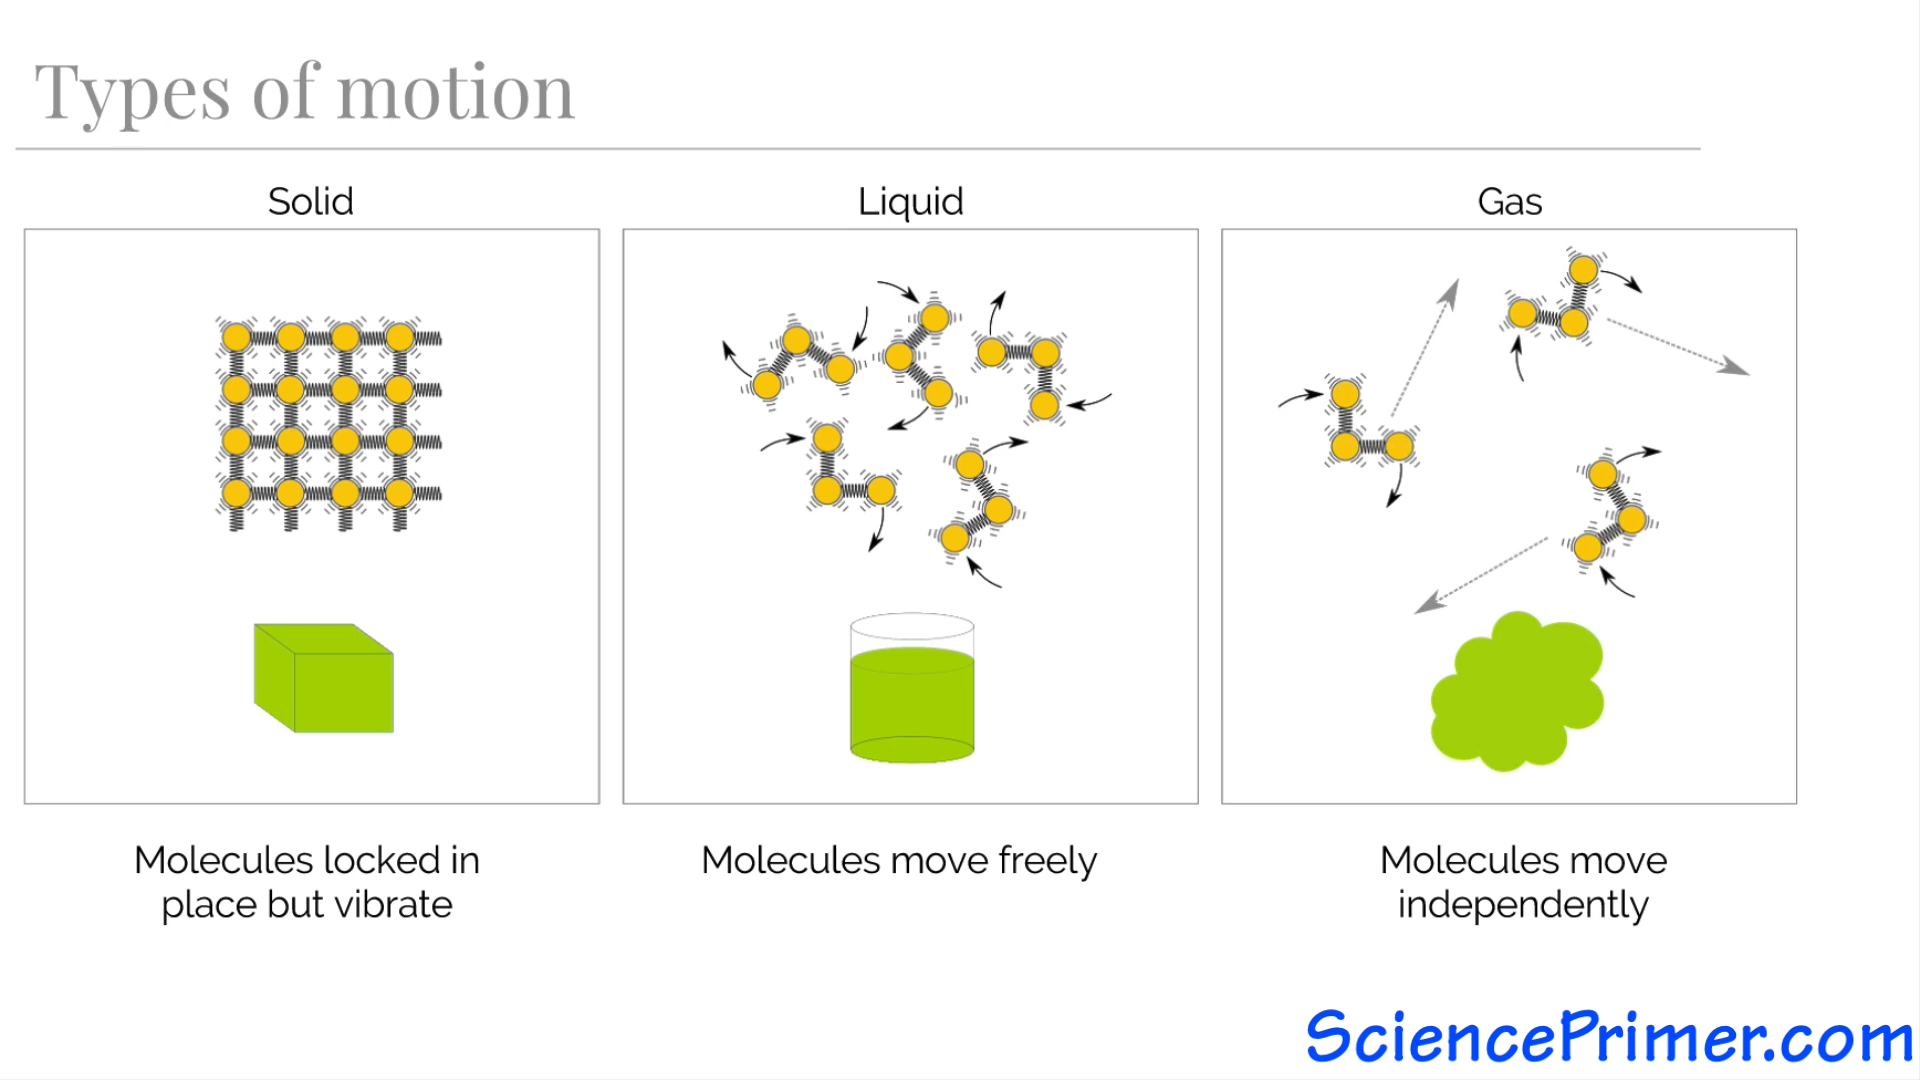 Types of motion
Solid
Liquid
Gas
Molecules locked in
place but vibrate
Molecules move freely
Molecules move
independently
SciencePrimer.com